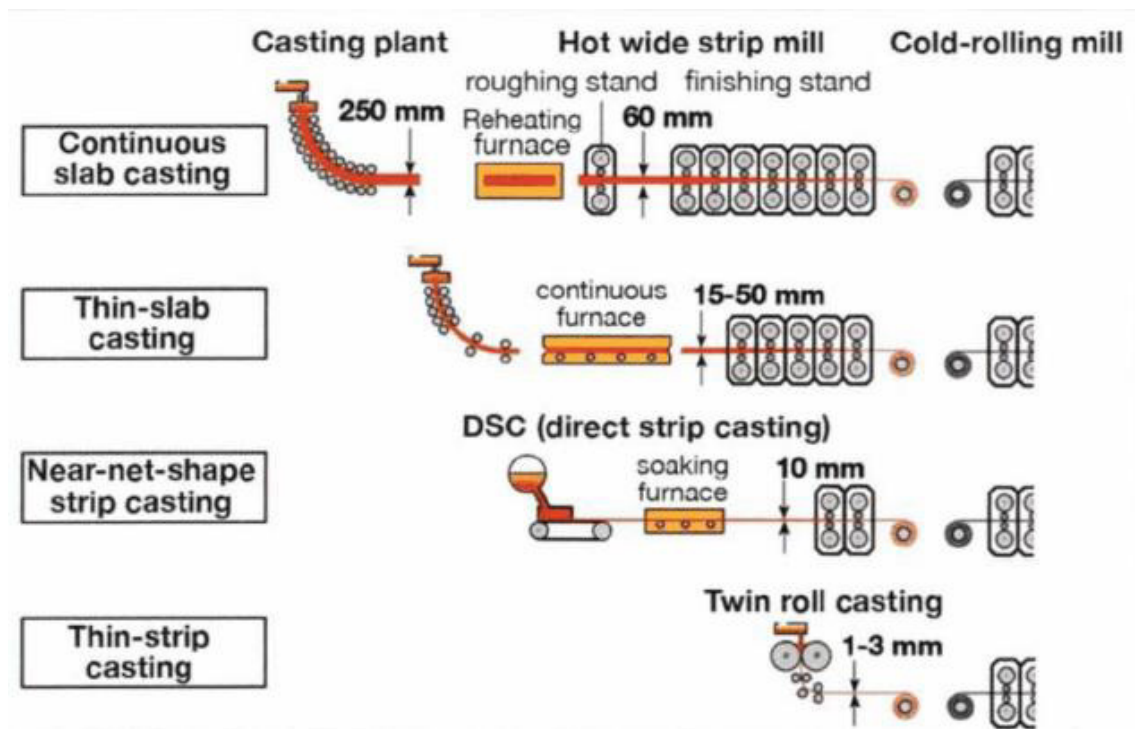 Casting plant
Hot wide strip mill
Cold-rolling mill
roughing stand
finishing stand
Continuous
slab casting
250 mm
Reheating
furnace
60 mm
Thin-slab
casting
continuous
furnace
15-50 mm
DSC (direct strip casting)
Near-net-shape
strip casting
soaking
furnace
10 mm
Twin roll casting
Thin-strip
casting
1-3 mm